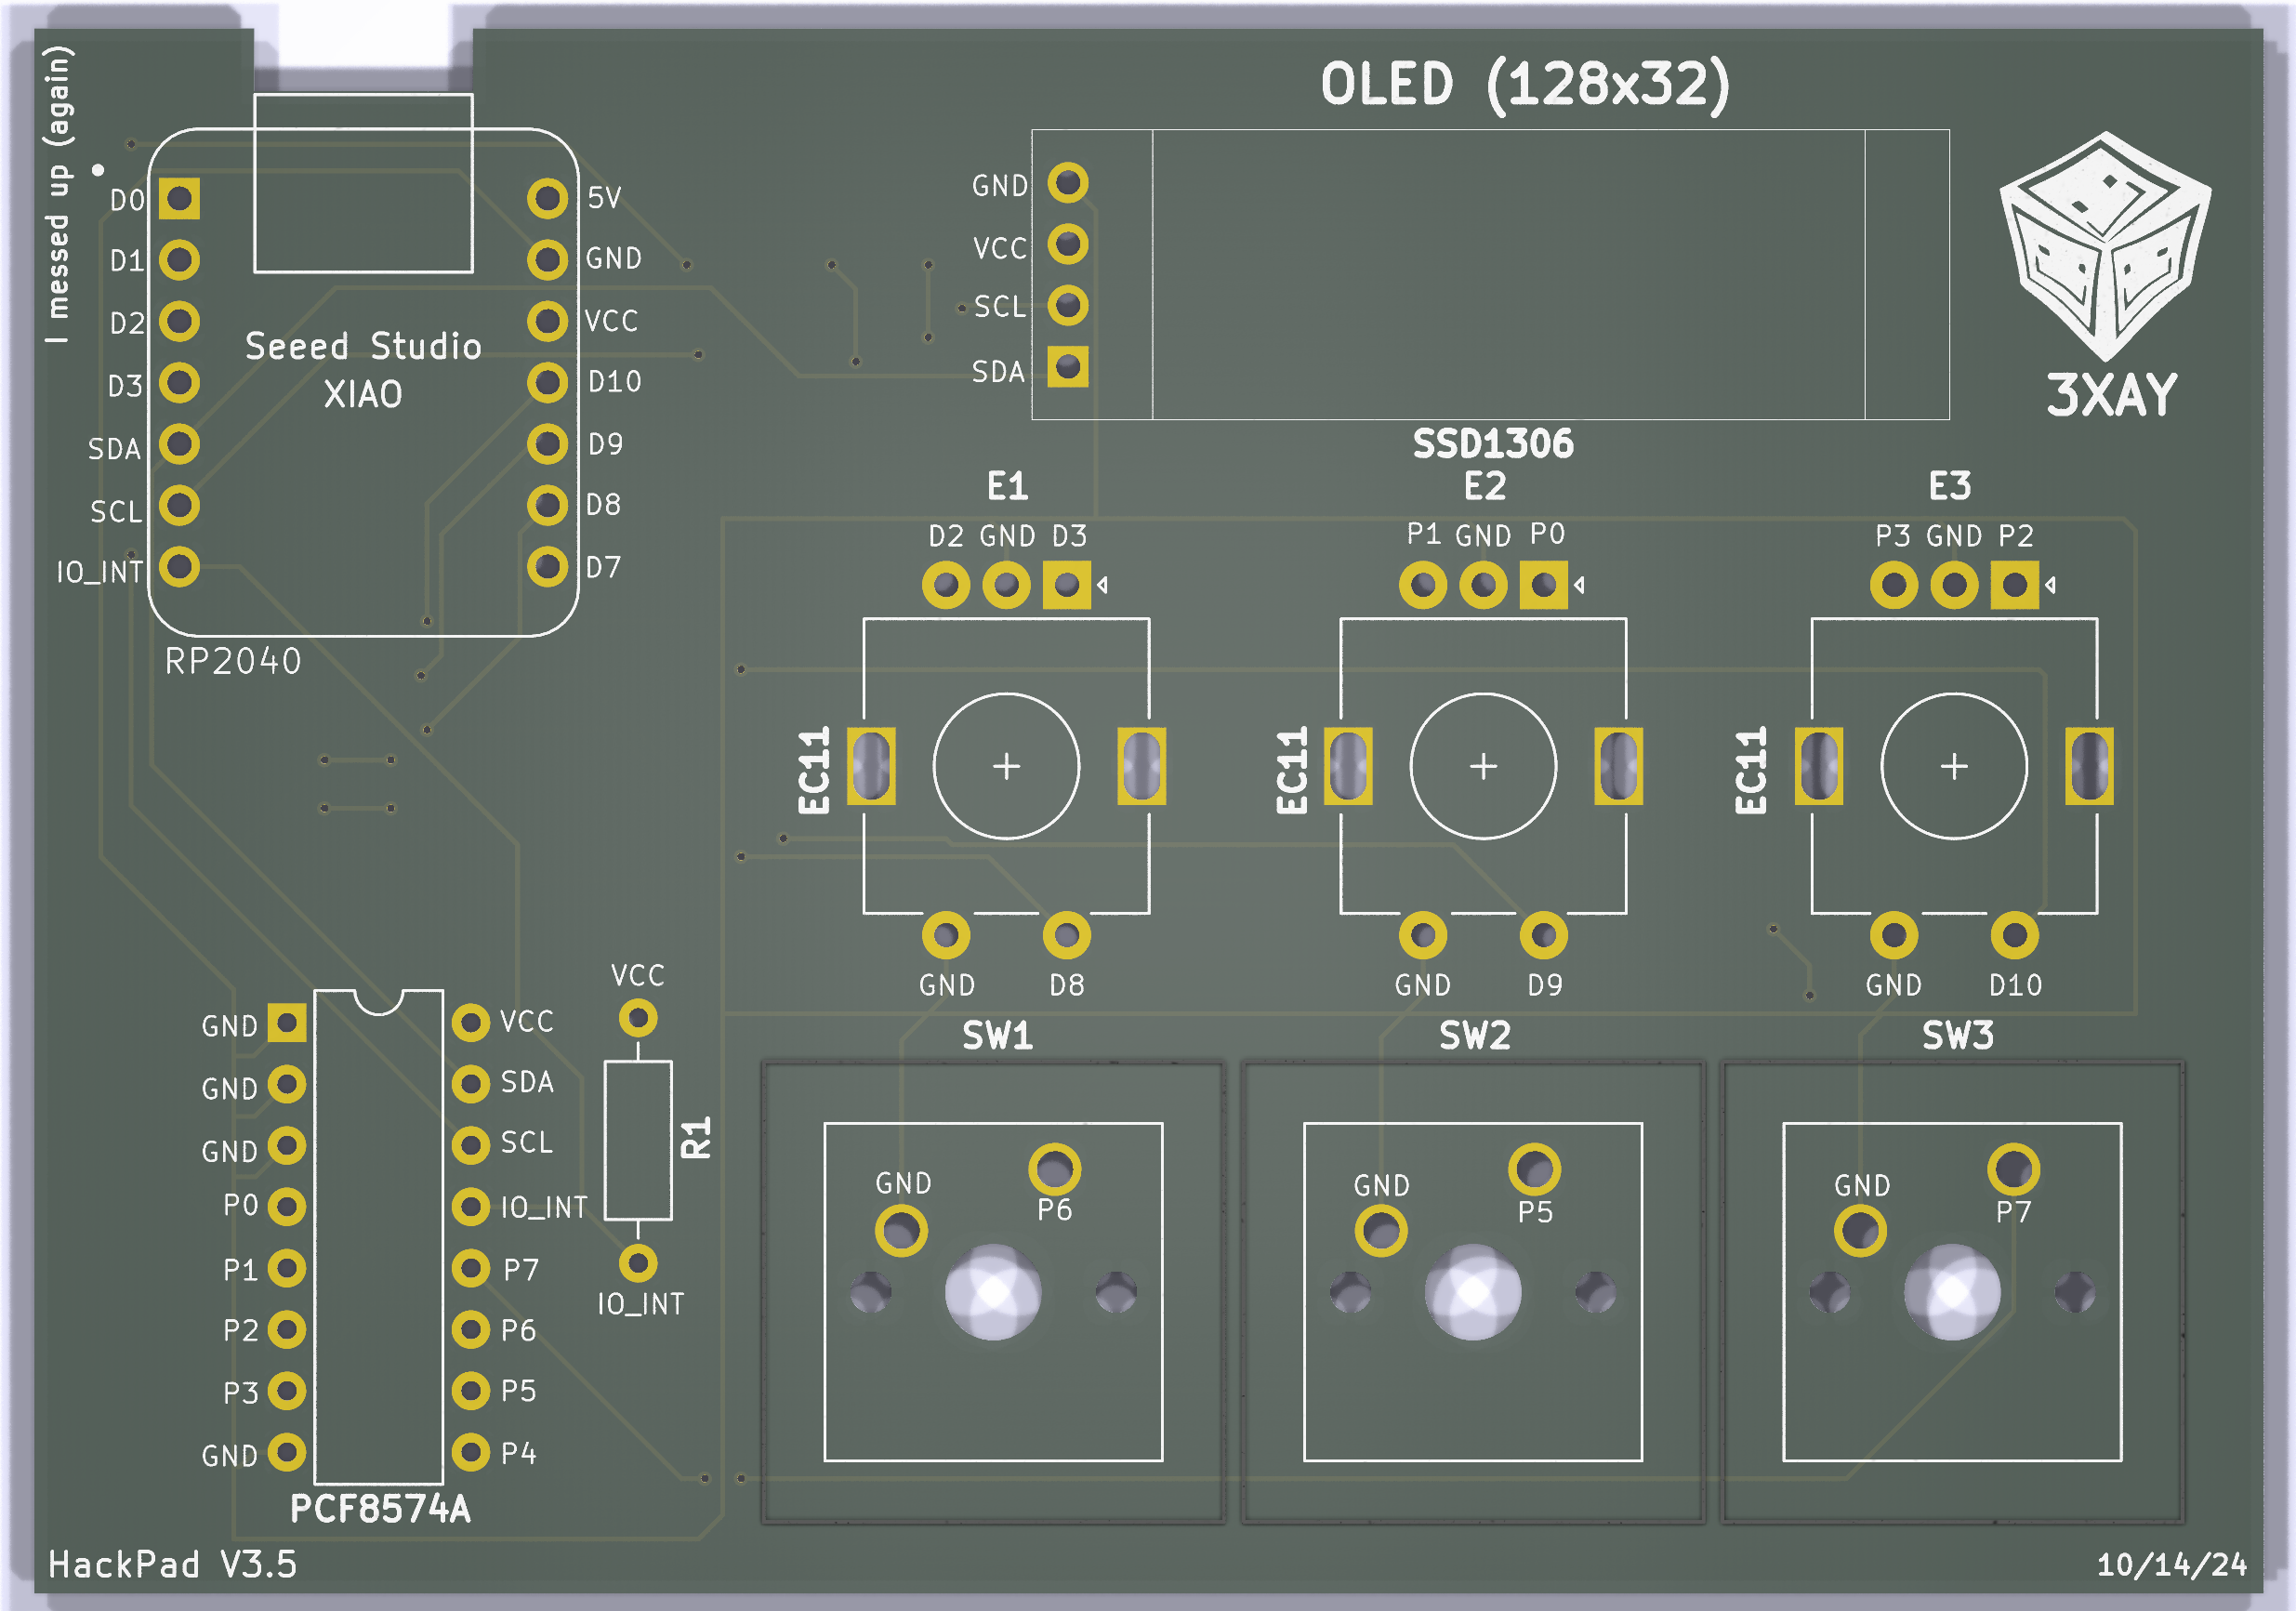 I messed up (again)
OLED (128x32)
D0
D1
D2
D3
SDA
SCL
IO_INT
5V
GND
VCC
D10
D9
D8
D7
Seeed Studio
XIAO
RP2040
GND
VCC
SCL
SDA
SSD1306
3XAY
E1
D2 GND D3
EC11
GND D8
E2
P1 GND P0
EC11
GND D9
E3
P3 GND P2
EC11
GND D10
GND
GND
GND
P0
P1
P2
P3
GND
VCC
SDA
SCL
IO_INT
P7
P6
P5
P4
PCF8574A
VCC
R1
IO_INT
SW1
GND
P6
SW2
GND
P5
SW3
GND
P7
HackPad V3.5
10/14/24